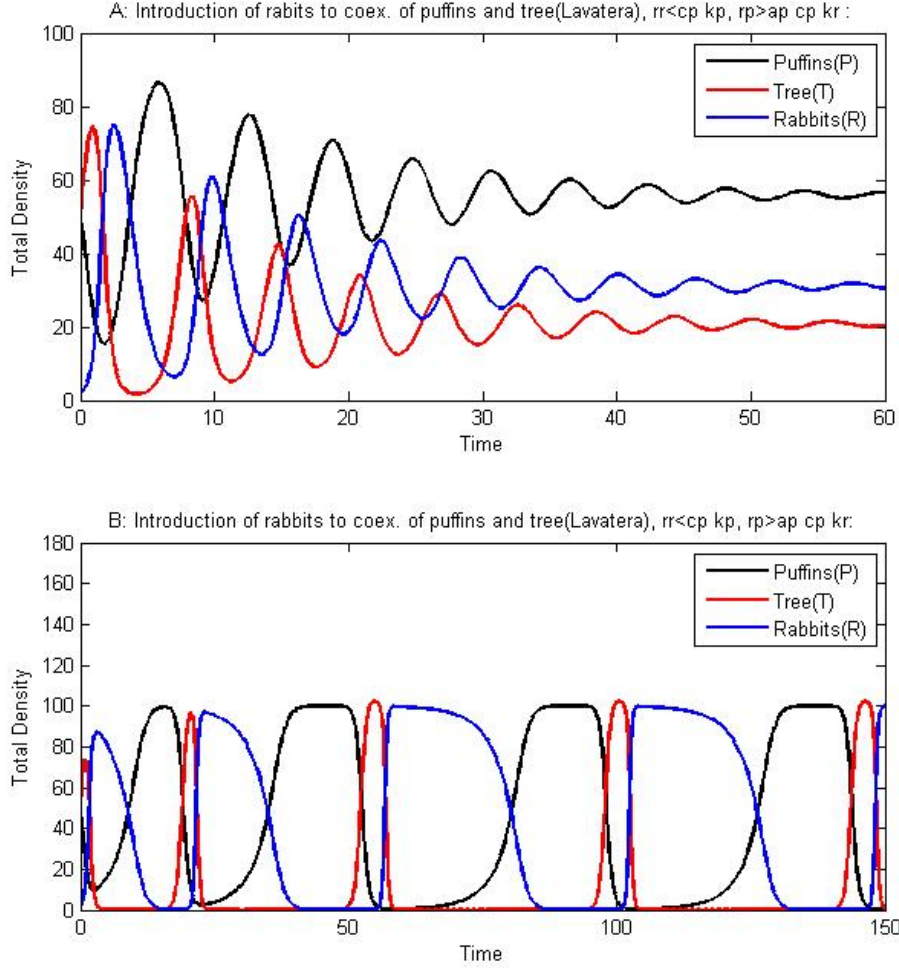 A: Introduction of rabits to coex. of puffins and tree(Lavatera), rr<cp kp, rp>ap cp kr :
100
80
60
40
20
0
Total Density
Puffins(P)
Tree(T)
Rabbits(R)
0 10 20 30 40 50 60
Time
B: Introduction of rabbits to coex. of puffins and tree(Lavatera), rr<cp kp, rp>ap cp kr:
180
160
140
120
100
80
60
40
20
0
Total Density
Puffins(P)
Tree(T)
Rabbits(R)
0 50 100 150
Time